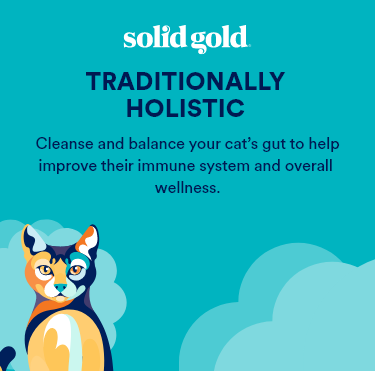 solid gold
TRADITIONALLY
HOLISTIC
Cleanse and balance your cat's gut to help
improve their immune system and overall
wellness.